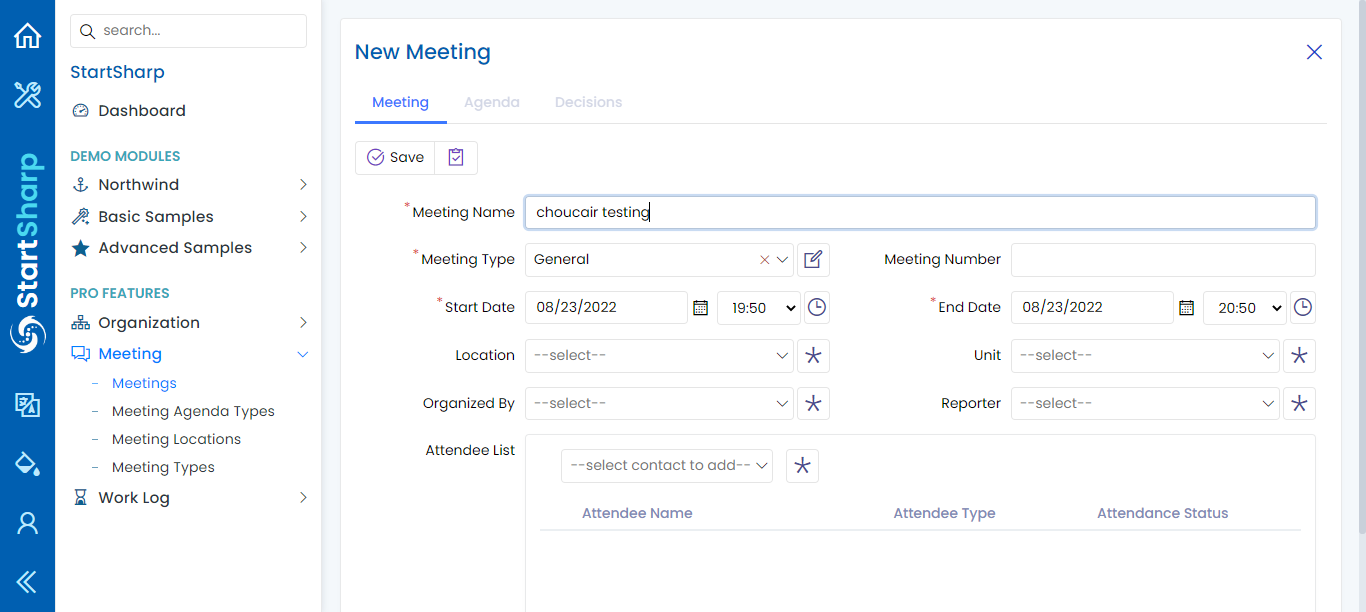 search...
StartSharp
Dashboard
DEMO MODULES
Northwind
Basic Samples
Advanced Samples
PRO FEATURES
Organization
Meeting
Meetings
Meeting Agenda Types
Meeting Locations
Meeting Types
Work Log
StartSharp
New Meeting
Meeting Agenda Decisions
Save
*Meeting Name choucair testing
*Meeting Type General Meeting Number
*Start Date 08/23/2022 19:50 *End Date 08/23/2022 20:50
Location --select-- Unit --select--
Organized By --select-- Reporter --select--
Attendee List
--select contact to add--
Attendee Name Attendee Type Attendance Status